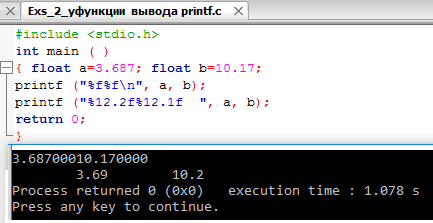 Exs_2_уфункции вывода printf.c
#include <stdio.h>
int main ( )
{ float a=3.687; float b=10.17;
printf ("%f%f\n", a, b);
printf ("%12.2f%12.1f  ", a, b);
return 0;
}
3.68700010.170000
        3.69        10.2
Process returned 0 (0x0)   execution time : 1.078 s
Press any key to continue.